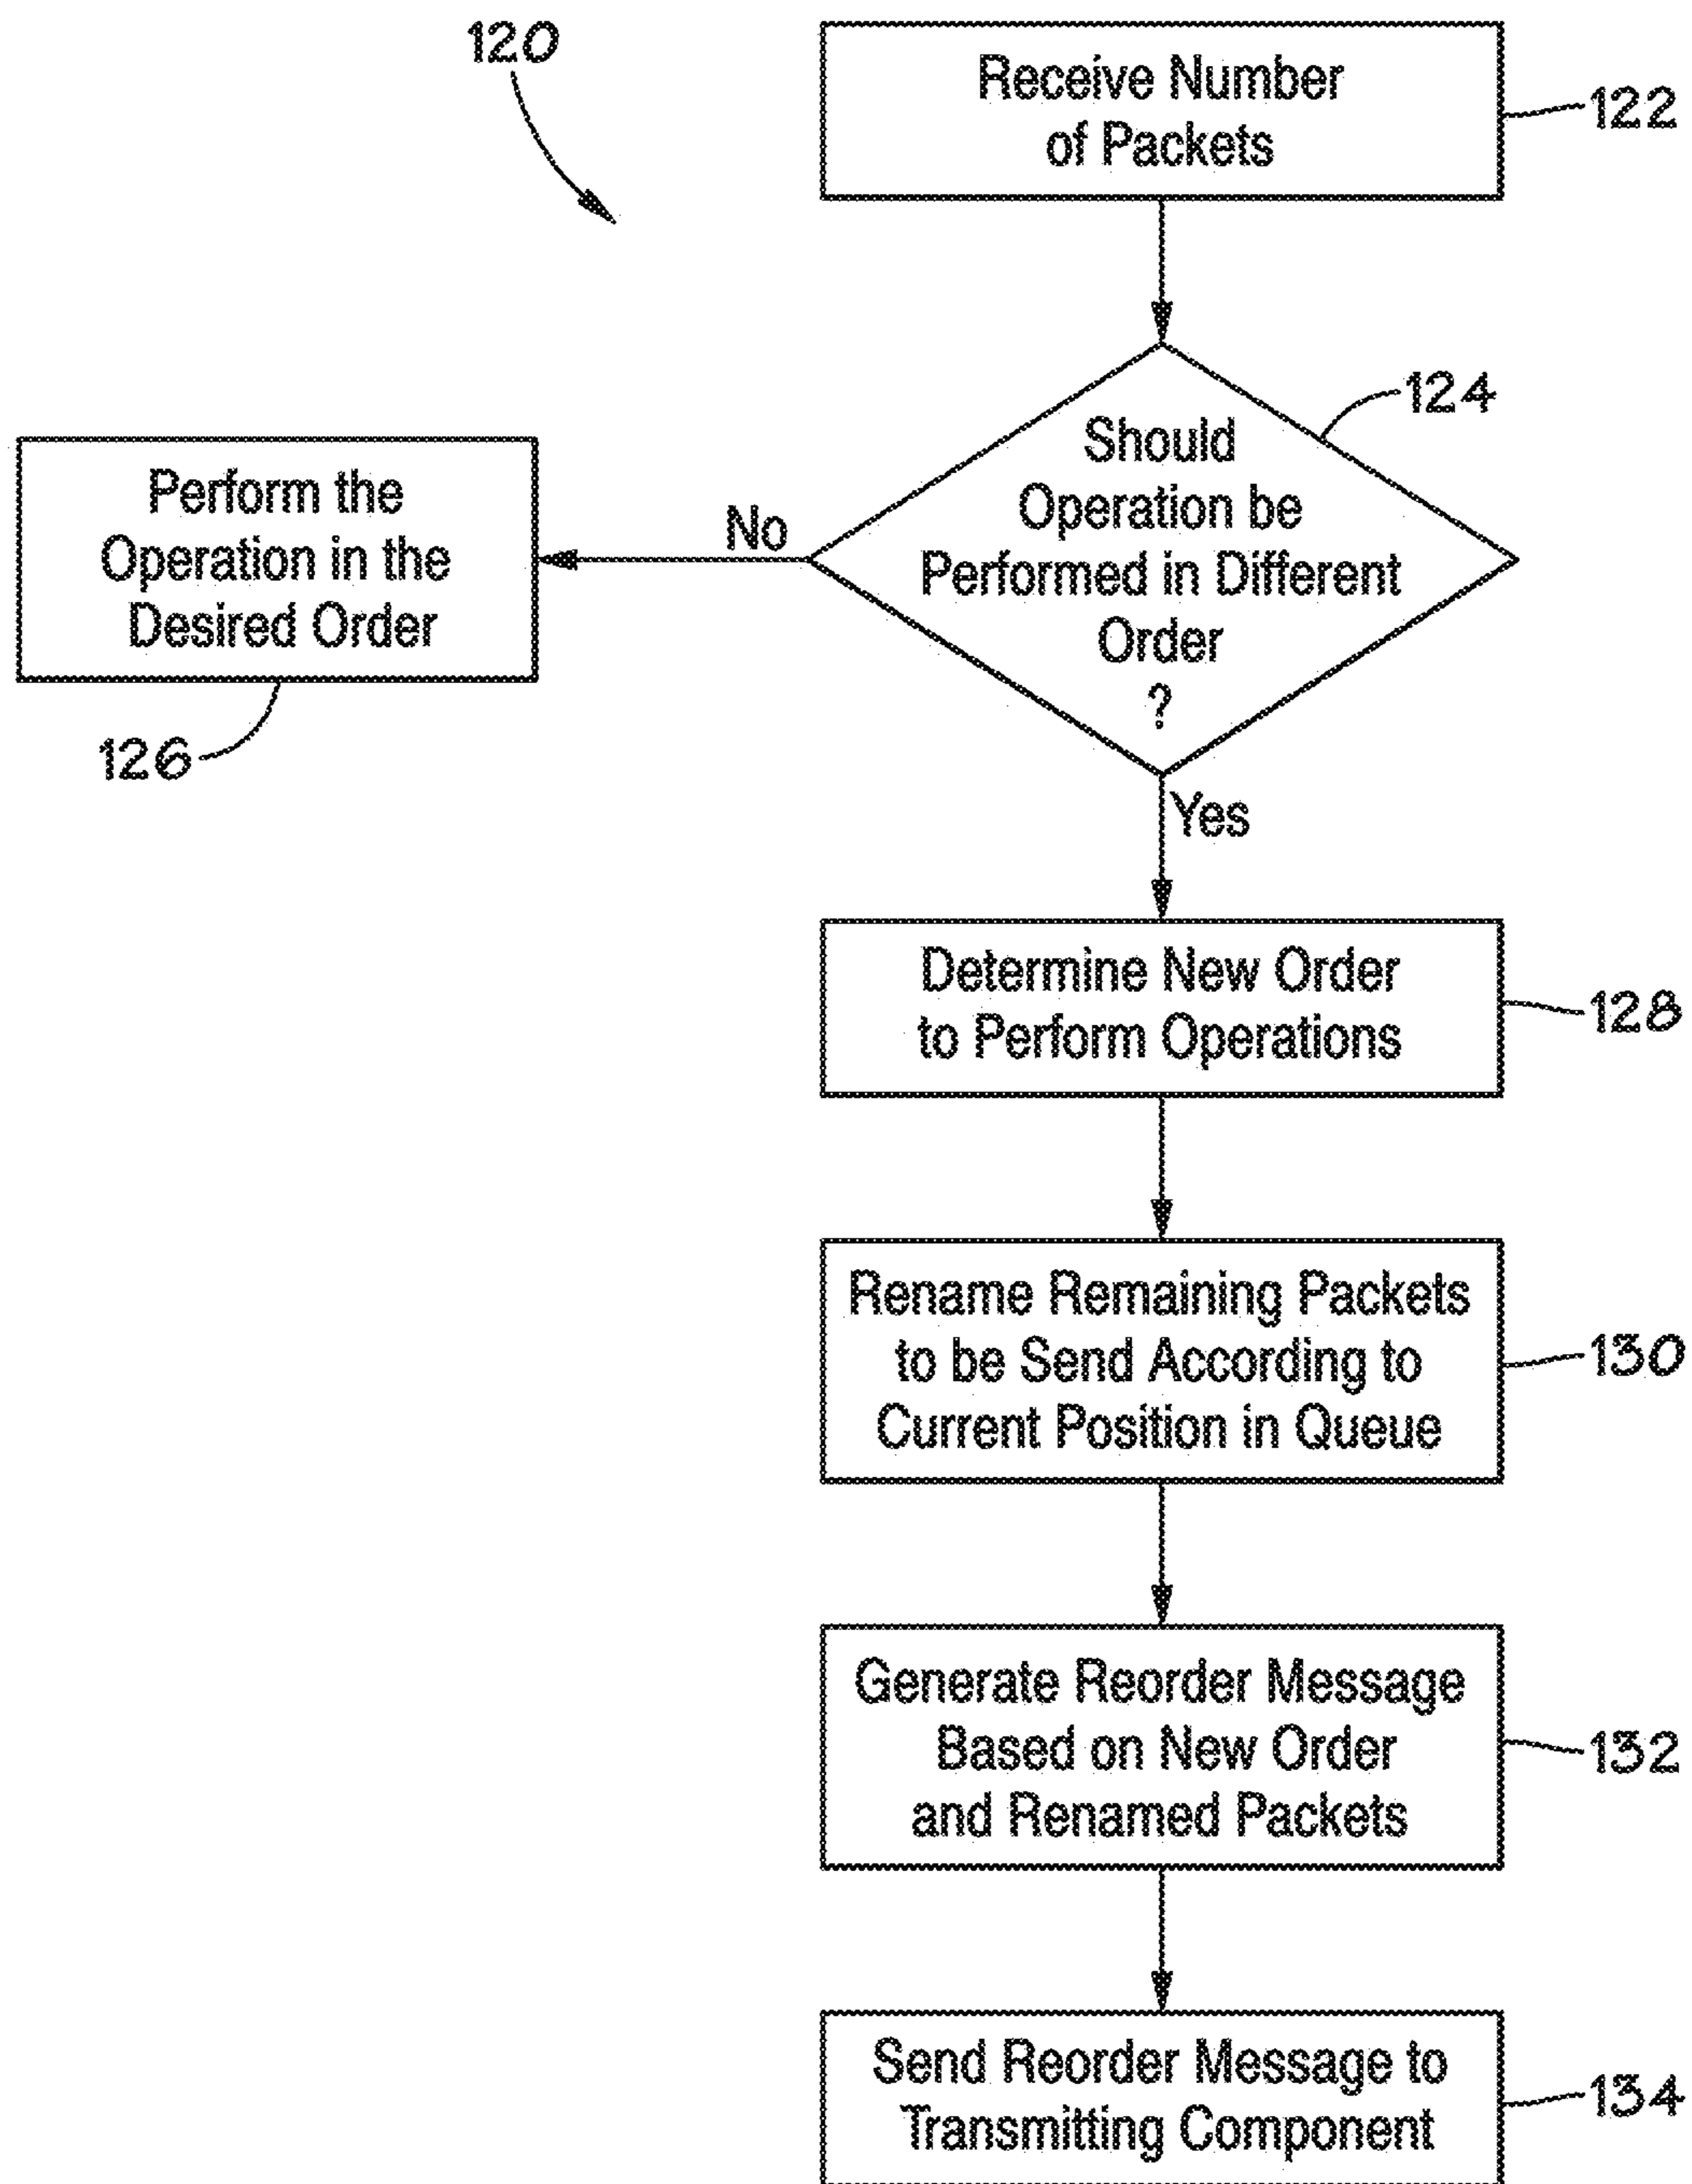 120
Receive Number
of Packets
122
124
Should
Operation be
Performed in Different
Order
?
No
Perform the
Operation in the
Desired Order
126
Yes
Determine New Order
to Perform Operations
128
Rename Remaining Packets
to be Send According to
Current Position in Queue
130
Generate Reorder Message
Based on New Order
and Renamed Packets
132
Send Reorder Message to
Transmitting Component
134